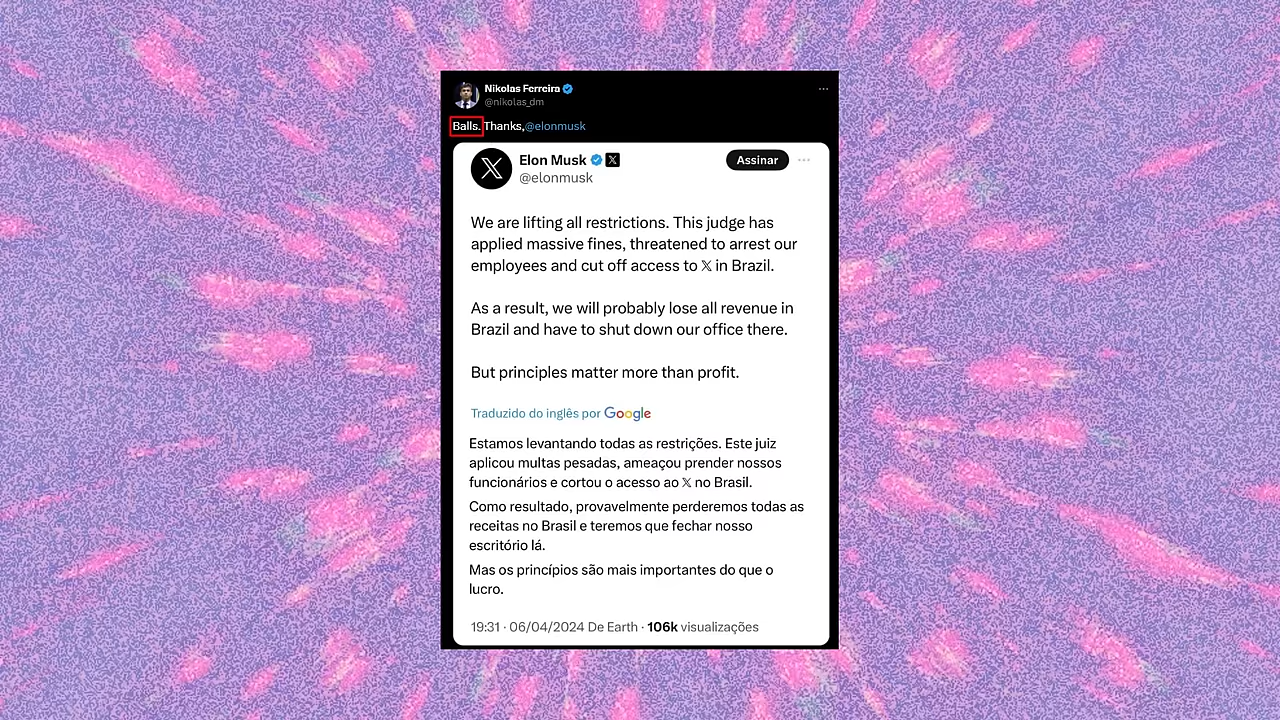 Nikolas Ferreira
@nikolas_dm
Balls. Thanks,@elonmusk
Elon Musk
@elonmusk
Assinar
We are lifting all restrictions. This judge has
applied massive fines, threatened to arrest our
employees and cut off access to 𝕏 in Brazil.
As a result, we will probably lose all revenue in
Brazil and have to shut down our office there.
But principles matter more than profit.
Traduzido do inglês por Google
Estamos levantando todas as restrições. Este juiz
aplicou multas pesadas, ameaçou prender nossos
funcionários e cortou o acesso ao 𝕏 no Brasil.
Como resultado, provavelmente perderemos todas as
receitas no Brasil e teremos que fechar nosso
escritório lá.
Mas os princípios são mais importantes do que o
lucro.
19:31 · 06/04/2024 De Earth · 106k visualizações